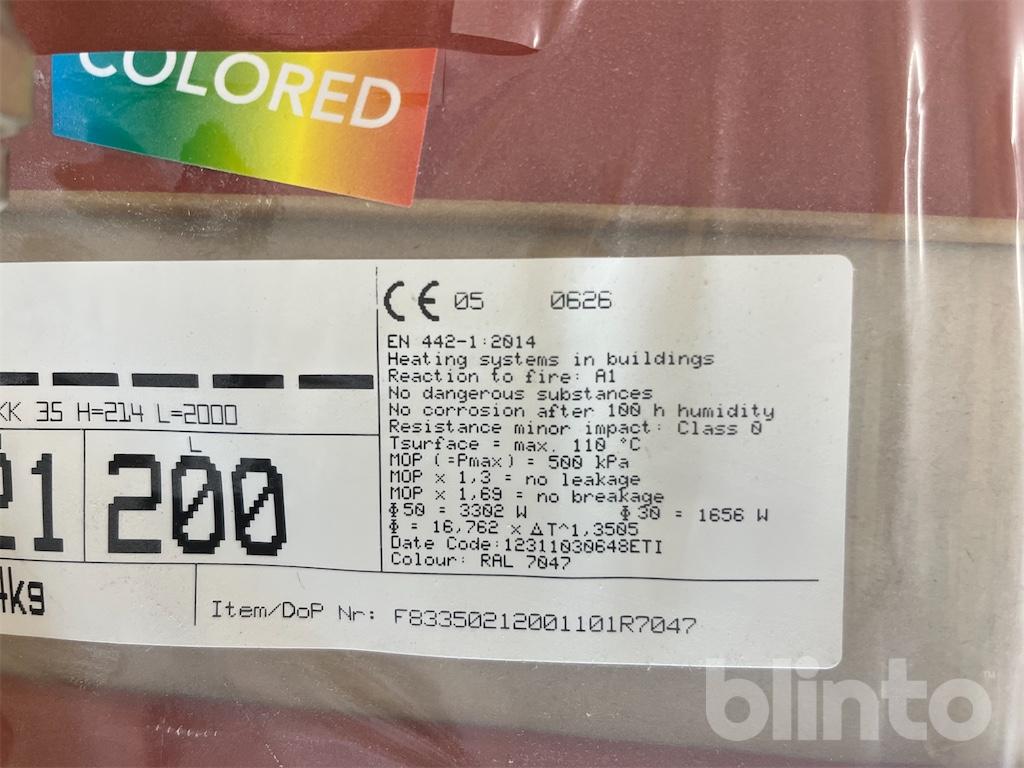 COLORED
CE 05 0626
EN 442-1:2014
Heating systems in buildings
Reaction to fire: A1
No dangerous substances
No corrosion after 100 h humidity
Resistance minor impact: Class 0
Tsurface = max. 110 °C
MOP (=Pmax) = 500 kPa
MOP x 1,3 = no leakage
MOP x 1,69 = no breakage
Φ50 = 3302 W Φ30 = 1656 W
Φ = 16,762 x ΔT^1,3505
Date Code:12311030648ETI
Colour: RAL 7047
KK 35 H=214 L=2000
L
21 200
4kg
Item/DoP Nr: F83350212001101R7047
blinto™